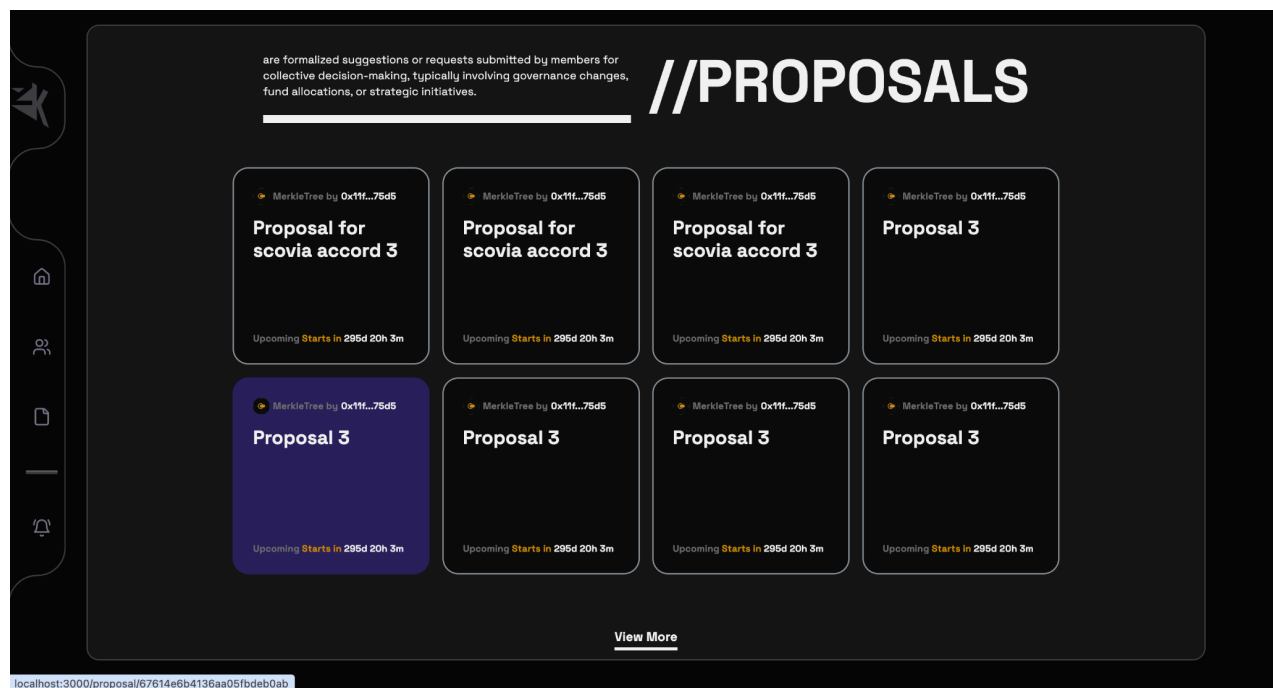 are formalized suggestions or requests submitted by members for
collective decision-making, typically involving governance changes,
fund allocations, or strategic initiatives.
//PROPOSALS
MerkleTree by 0x11f...75d5
Proposal for
scovia accord 3
Upcoming Starts in 295d 20h 3m
MerkleTree by 0x11f...75d5
Proposal for
scovia accord 3
Upcoming Starts in 295d 20h 3m
MerkleTree by 0x11f...75d5
Proposal for
scovia accord 3
Upcoming Starts in 295d 20h 3m
MerkleTree by 0x11f...75d5
Proposal 3
Upcoming Starts in 295d 20h 3m
MerkleTree by 0x11f...75d5
Proposal 3
Upcoming Starts in 295d 20h 3m
MerkleTree by 0x11f...75d5
Proposal 3
Upcoming Starts in 295d 20h 3m
MerkleTree by 0x11f...75d5
Proposal 3
Upcoming Starts in 295d 20h 3m
MerkleTree by 0x11f...75d5
Proposal 3
Upcoming Starts in 295d 20h 3m
View More
localhost:3000/proposal/67614e6b4136aa05fbdeb0ab